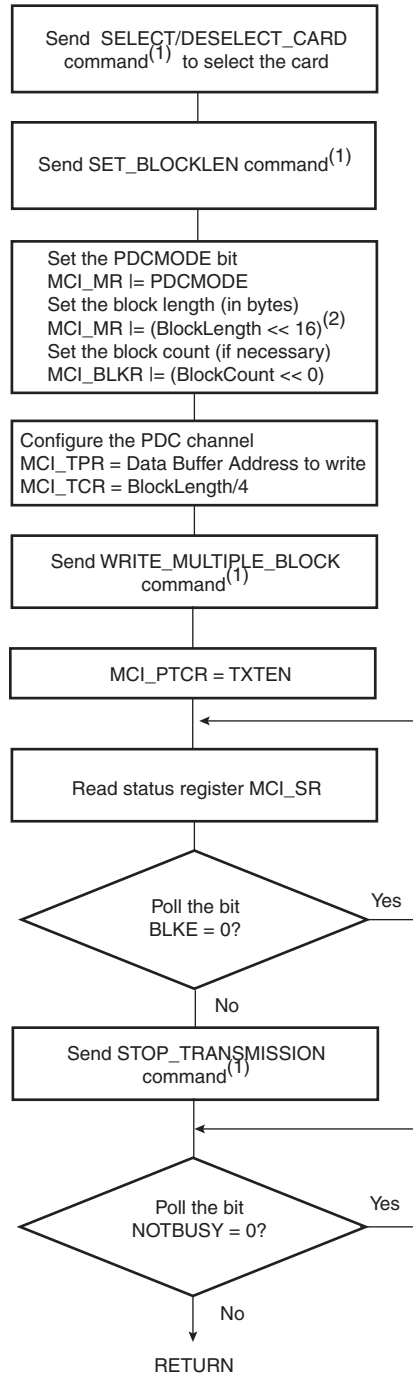 Send SELECT/DESELECT_CARD
command(1) to select the card
Send SET_BLOCKLEN command(1)
Set the PDCMODE bit
MCI_MR |= PDCMODE
Set the block length (in bytes)
MCI_MR |= (BlockLength << 16)(2)
Set the block count (if necessary)
MCI_BLKR |= (BlockCount << 0)
Configure the PDC channel
MCI_TPR = Data Buffer Address to write
MCI_TCR = BlockLength/4
Send WRITE_MULTIPLE_BLOCK
command(1)
MCI_PTCR = TXTEN
Read status register MCI_SR
Poll the bit
BLKE = 0?
Yes
No
Send STOP_TRANSMISSION
command(1)
Poll the bit
NOTBUSY = 0?
Yes
No
RETURN